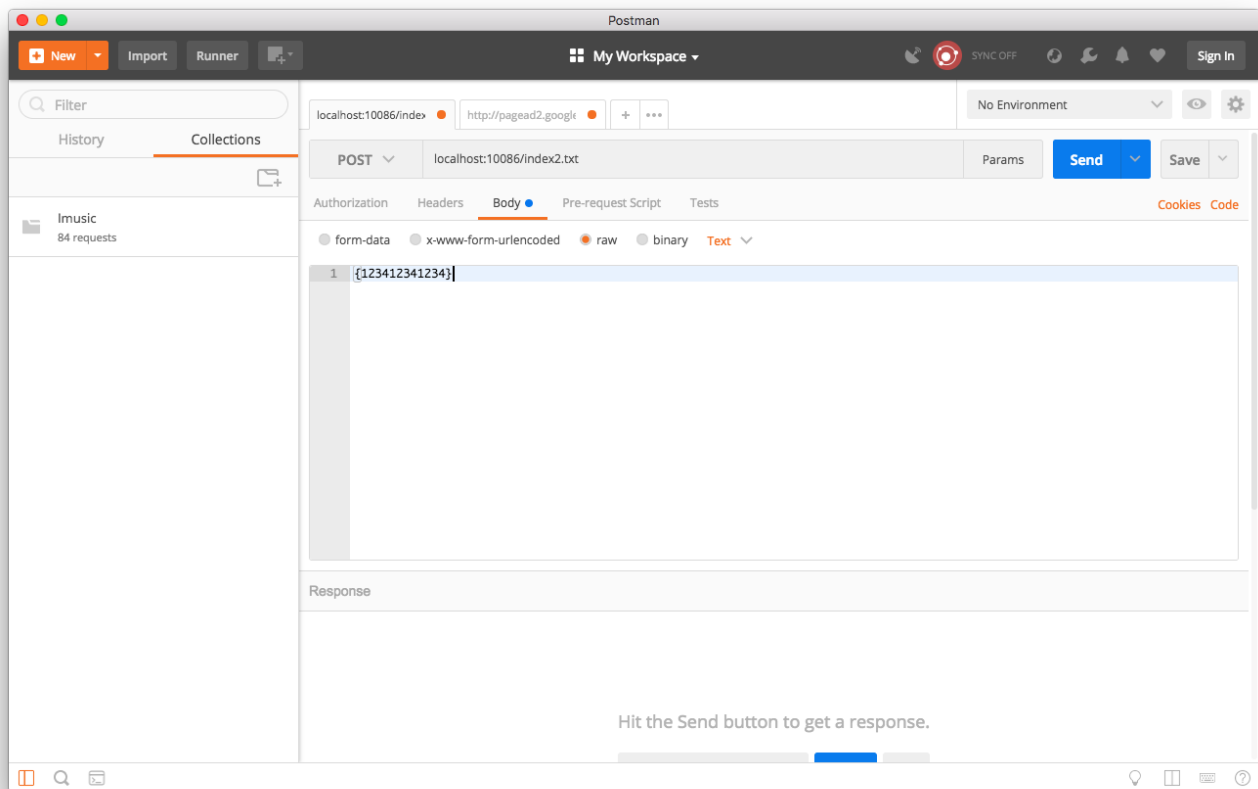 Postman
New Import Runner My Workspace SYNC OFF Sign In
Filter
History Collections
Imusic
84 requests
localhost:10086/index http://pagead2.google + ••• No Environment
POST localhost:10086/index2.txt Params Send Save
Authorization Headers Body Pre-request Script Tests Cookies Code
form-data x-www-form-urlencoded raw binary Text
1 {123412341234}
Response
Hit the Send button to get a response.